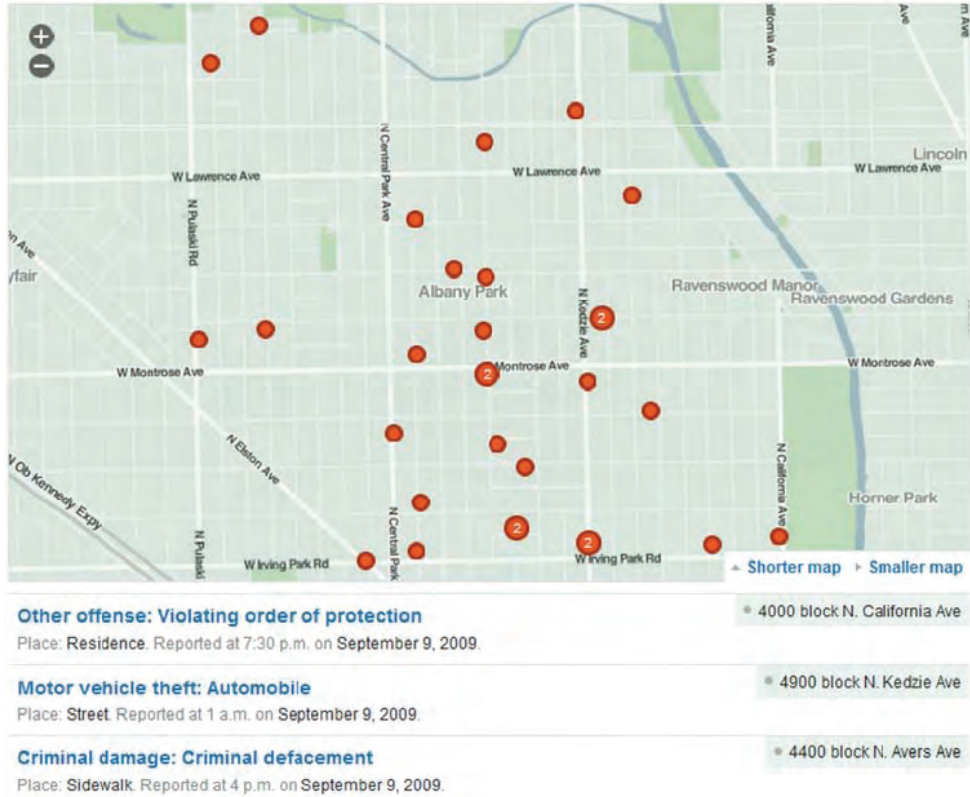 Ave
California Ave
Lincoln
W Lawrence Ave
W Lawrence Ave
W Lawrence Ave
N Central Park Ave
N Pulaski Rd
on Ave
yfair
Albany Park
Ravenswood Manor
Ravenswood Gardens
N Kedzie Ave
2
W Montrose Ave
2
Montrose Ave
W Montrose Ave
N Elston Ave
N Ob Kennedy Expy
N California Ave
Horner Park
N Pulaski
N Central Park
2
2
W Irving Park Rd
W Irving Park Rd
Shorter map
Smaller map
Other offense: Violating order of protection
4000 block N. California Ave
Place: Residence. Reported at 7:30 p.m. on September 9, 2009.
Motor vehicle theft: Automobile
4900 block N. Kedzie Ave
Place: Street. Reported at 1 a.m. on September 9, 2009.
Criminal damage: Criminal defacement
4400 block N. Avers Ave
Place: Sidewalk. Reported at 4 p.m. on September 9, 2009.